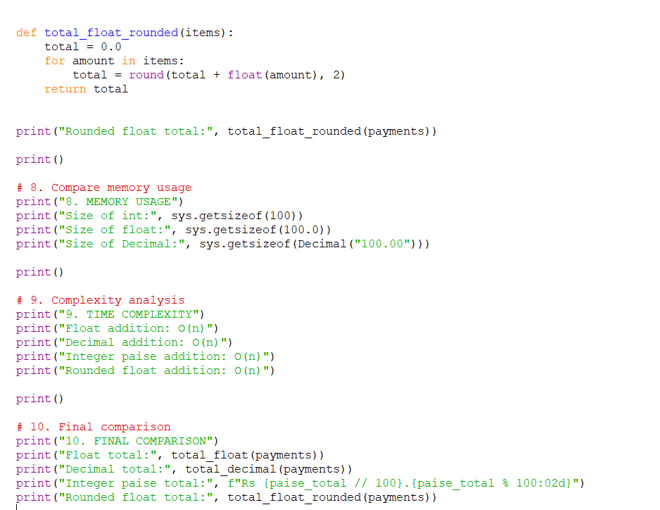 def total_float_rounded(items):
    total = 0.0
    for amount in items:
        total = round(total + float(amount), 2)
    return total
print("Rounded float total:", total_float_rounded(payments))
print()
# 8. Compare memory usage
print("8. MEMORY USAGE")
print("Size of int:", sys.getsizeof(100))
print("Size of float:", sys.getsizeof(100.0))
print("Size of Decimal:", sys.getsizeof(Decimal("100.00")))
print()
# 9. Complexity analysis
print("9. TIME COMPLEXITY")
print("Float addition: O(n)")
print("Decimal addition: O(n)")
print("Integer paise addition: O(n)")
print("Rounded float addition: O(n)")
print()
# 10. Final comparison
print("10. FINAL COMPARISON")
print("Float total:", total_float(payments))
print("Decimal total:", total_decimal(payments))
print("Integer paise total:", f"Rs {paise_total // 100}.{paise_total % 100:02d}")
print("Rounded float total:", total_float_rounded(payments))